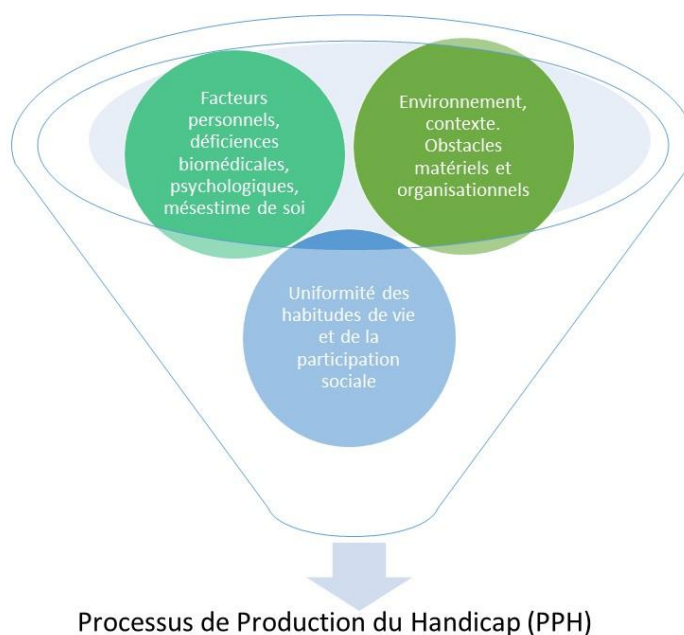 Facteurs
personnels,
déficiences
biomédicales,
psychologiques,
mésestime de soi
Environnement,
contexte.
Obstacles
matériels et
organisationnels
Uniformité des
habitudes de vie
et de la
participation
sociale
Processus de Production du Handicap (PPH)